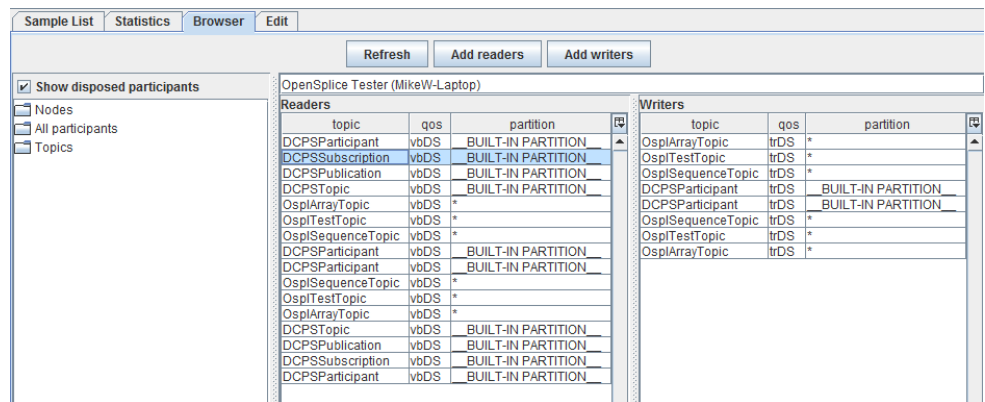 Sample List Statistics Browser Edit
Refresh Add readers Add writers
Show disposed participants
Nodes
All participants
Topics
OpenSplice Tester (MikeW-Laptop)
Readers
topic qos partition
DCPSParticipant vbDS __BUILT-IN PARTITION__
DCPSSubscription vbDS __BUILT-IN PARTITION__
DCPSPublication vbDS __BUILT-IN PARTITION__
DCPSTopic vbDS __BUILT-IN PARTITION__
OsplArrayTopic vbDS *
OsplTestTopic vbDS *
OsplSequenceTopic vbDS *
DCPSParticipant vbDS __BUILT-IN PARTITION__
DCPSParticipant vbDS __BUILT-IN PARTITION__
OsplSequenceTopic vbDS *
OsplTestTopic vbDS *
OsplArrayTopic vbDS *
DCPSTopic vbDS __BUILT-IN PARTITION__
DCPSPublication vbDS __BUILT-IN PARTITION__
DCPSSubscription vbDS __BUILT-IN PARTITION__
DCPSParticipant vbDS __BUILT-IN PARTITION__
Writers
topic qos partition
OsplArrayTopic trDS *
OsplTestTopic trDS *
OsplSequenceTopic trDS *
DCPSParticipant trDS __BUILT-IN PARTITION__
DCPSParticipant trDS __BUILT-IN PARTITION__
OsplSequenceTopic trDS *
OsplTestTopic trDS *
OsplArrayTopic trDS *